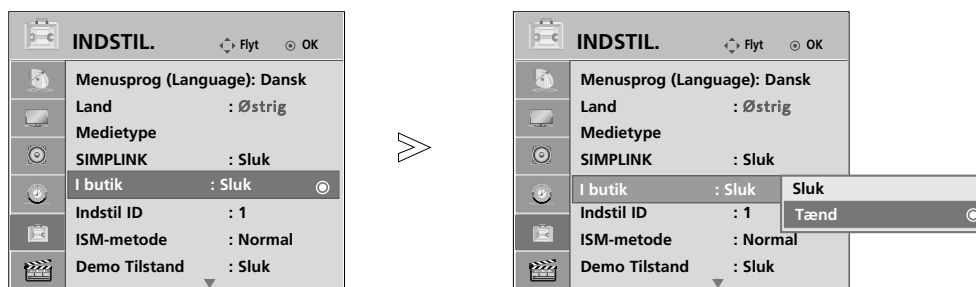 INDSTIL. Flyt OK
Menusprog (Language): Dansk
Land : Østrig
Medietype
SIMPLINK : Sluk
I butik : Sluk
Indstil ID : 1
ISM-metode : Normal
Demo Tilstand : Sluk
INDSTIL. Flyt OK
Menusprog (Language): Dansk
Land : Østrig
Medietype
SIMPLINK : Sluk
I butik : Sluk
Indstil ID : 1
ISM-metode : Normal
Demo Tilstand : Sluk
Sluk
Tænd